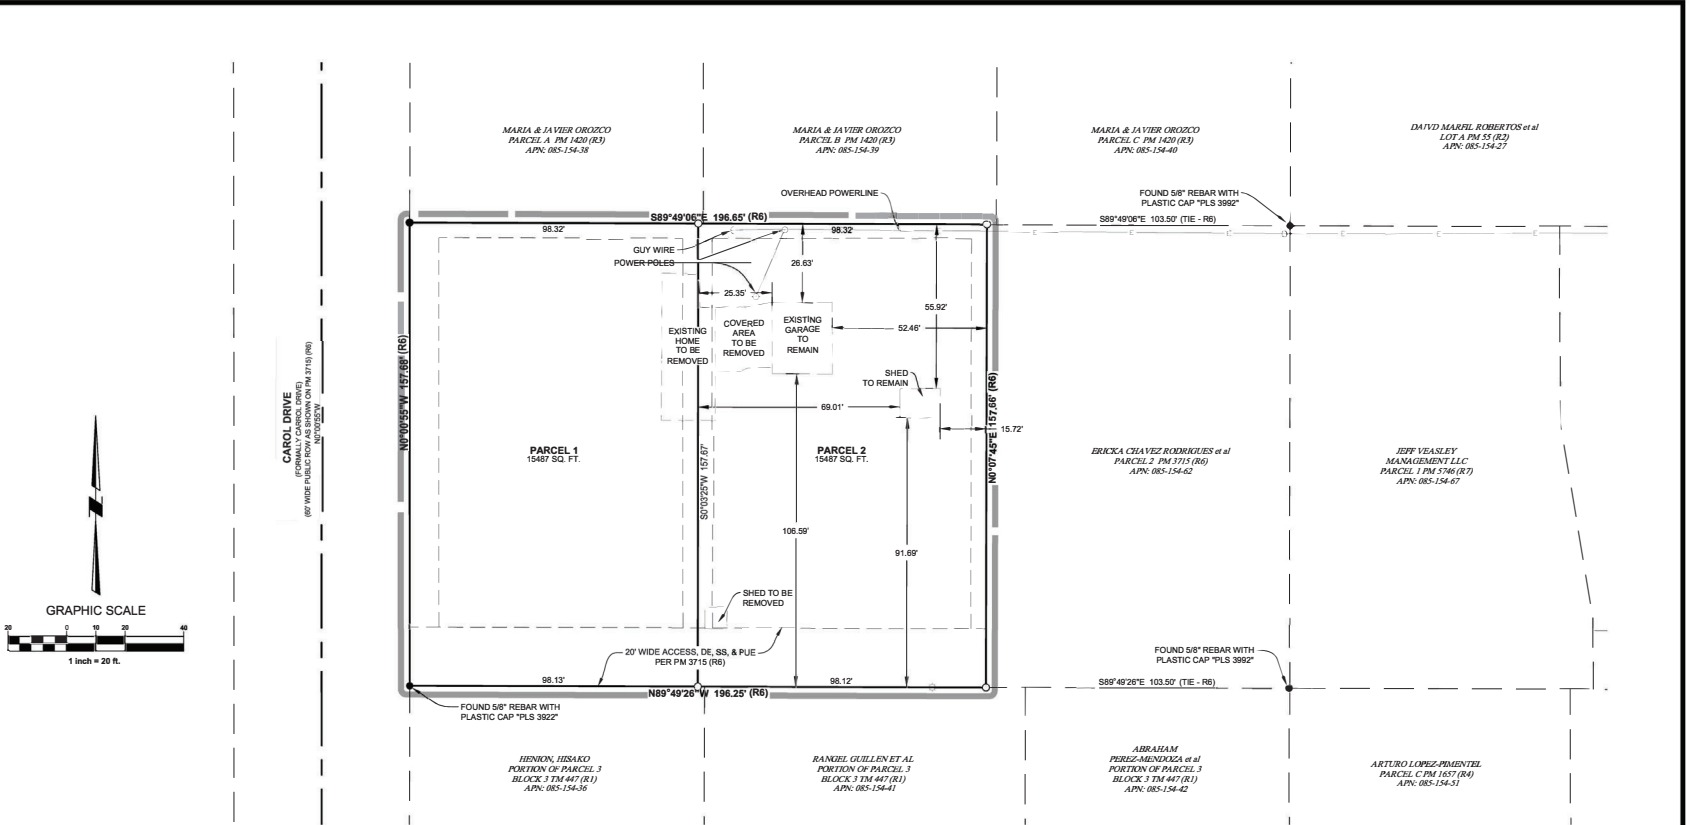 MARIA & JAVIER OROZCO
PARCEL A PM 1420 (R3)
APN: 085-154-38
MARIA & JAVIER OROZCO
PARCEL B PM 1420 (R3)
APN: 085-154-39
MARIA & JAVIER OROZCO
PARCEL C PM 1420 (R3)
APN: 085-154-40
DAIVD MARFIL ROBERTOS et al
LOT A PM 55 (R2)
APN: 085-154-27
OVERHEAD POWERLINE
FOUND 5/8" REBAR WITH
PLASTIC CAP "PLS 3992"
S89°49'06"E 196.65' (R6)
S89°49'06"E 103.50' (TIE - R6)
98.32'
98.32'
GUY WIRE
POWER POLES
26.63'
25.35'
55.92'
52.46'
EXISTING
HOME
TO BE
REMOVED
COVERED
AREA
TO BE
REMOVED
EXISTING
GARAGE
TO
REMAIN
SHED
TO REMAIN
69.01'
15.72'
N0°00'55"W 157.68' (R6)
N0°07'45"E 157.66' (R6)
S0°03'25"W 157.67'
CAROL DRIVE
(FORMALLY CARROL DRIVE)
(60' WIDE PUBLIC ROW AS SHOWN ON PM 3715) (R6)
N0°00'55"W
PARCEL 1
15487 SQ. FT.
PARCEL 2
15487 SQ. FT.
ERICKA CHAVEZ RODRIGUES et al
PARCEL 2 PM 3715 (R6)
APN: 085-154-62
JEFF VEASLEY
MANAGEMENT LLC
PARCEL 1 PM 5746 (R7)
APN: 085-154-67
106.59'
91.69'
GRAPHIC SCALE
20 0 10 20 40
1 inch = 20 ft.
SHED TO BE
REMOVED
20' WIDE ACCESS, DE, SS, & PUE
PER PM 3715 (R6)
FOUND 5/8" REBAR WITH
PLASTIC CAP "PLS 3992"
98.13'
98.12'
N89°49'26"W 196.25' (R6)
S89°49'26"E 103.50' (TIE - R6)
FOUND 5/8" REBAR WITH
PLASTIC CAP "PLS 3922"
HENION, HISAKO
PORTION OF PARCEL 3
BLOCK 3 TM 447 (R1)
APN: 085-154-36
RANGEL GUILLEN ET AL
PORTION OF PARCEL 3
BLOCK 3 TM 447 (R1)
APN: 085-154-41
ABRAHAM
PEREZ-MENDOZA et al
PORTION OF PARCEL 3
BLOCK 3 TM 447 (R1)
APN: 085-154-42
ARTURO LOPEZ-PIMENTEL
PARCEL C PM 1657 (R4)
APN: 085-154-51
E E E E E E